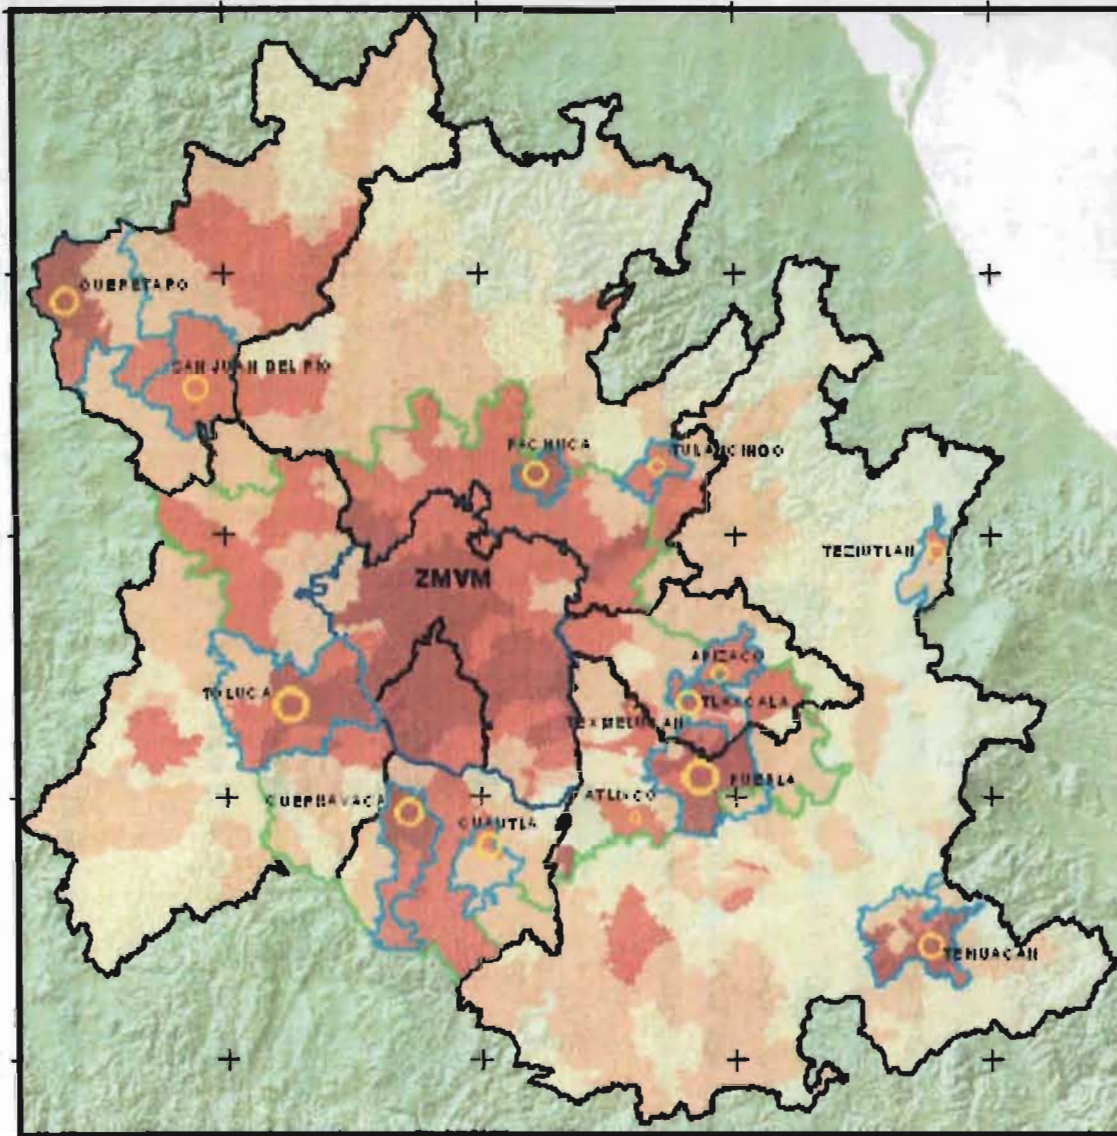 QUERETARO
SAN JUAN DEL RIO
PACHUCA
TULANCINGO
TEZIUTLAN
ZMVM
APIZACO
TOLUCA
TLAXCALA
TEXMELUCAN
PUEBLA
CUERNAVACA
ATLIXCO
CUAUTLA
TEHUACAN